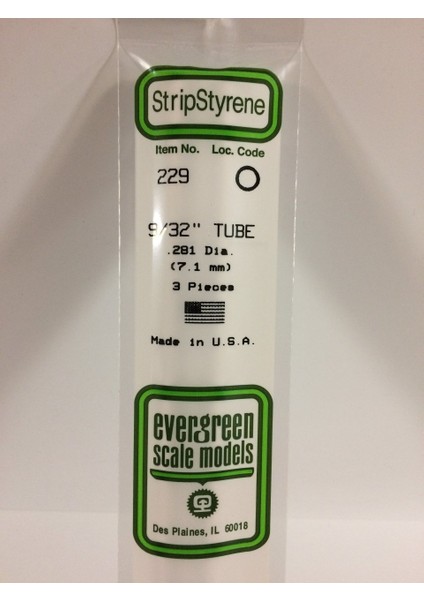 StripStyrene
Item No. Loc. Code
229
9/32" TUBE
.281 Dia.
(7.1 mm)
3 Pieces
Made in U.S.A.
evergreen
scale models
Des Plaines, IL 60018